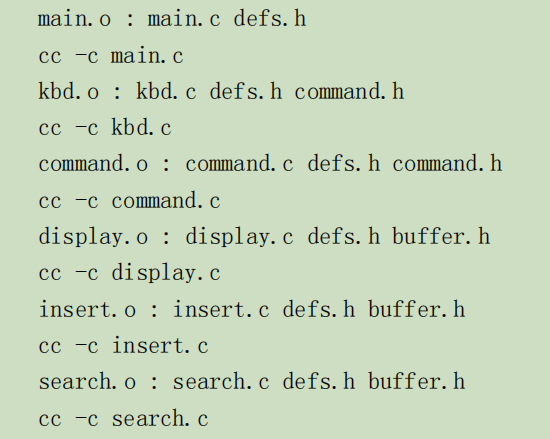 main.o : main.c defs.h
cc -c main.c
kbd.o : kbd.c defs.h command.h
cc -c kbd.c
command.o : command.c defs.h command.h
cc -c command.c
display.o : display.c defs.h buffer.h
cc -c display.c
insert.o : insert.c defs.h buffer.h
cc -c insert.c
search.o : search.c defs.h buffer.h
cc -c search.c